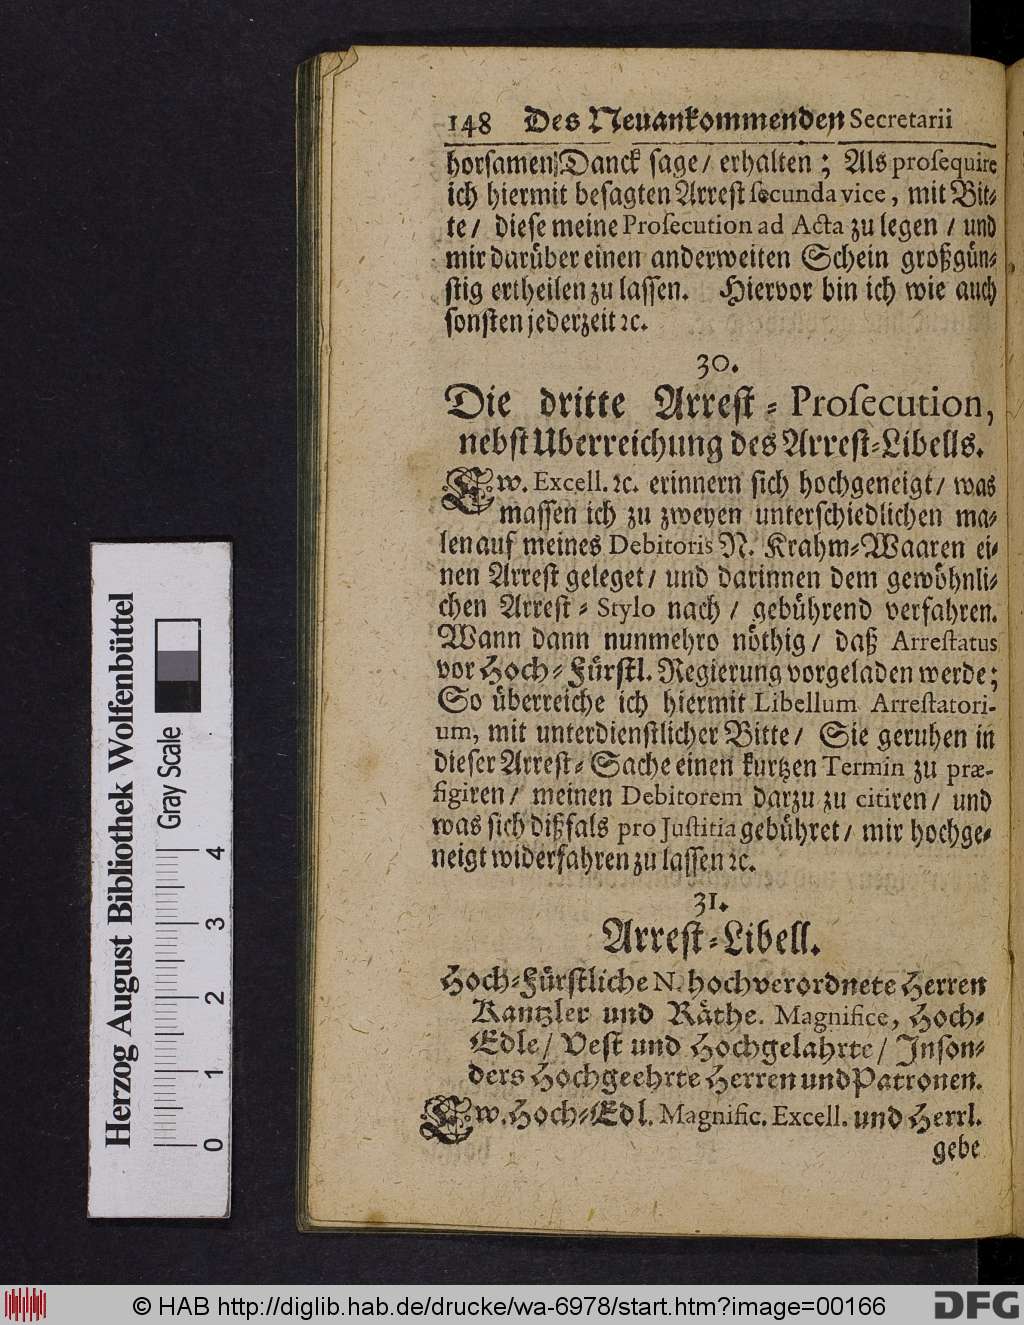 148 Des Neuankommenden Secretarii
horsamen Danck sage / erhalten; Als prosequire
ich hiermit besagten Arrest secunda vice, mit Bit-
te / diese meine Prosecution ad Acta zu legen / und
mir darüber einen anderweiten Schein großgün-
stig ertheilen zu lassen. Hiervor bin ich wie auch
sonsten jederzeit ꝛc.
30.
Die dritte Arrest-Prosecution,
nebst Uberreichung des Arrest-Libells.
Ew. Excell. ꝛc. erinnern sich hochgeneigt / was
massen ich zu zweyen unterschiedlichen ma-
len auf meines Debitoris N. Krahm-Waaren ei-
nen Arrest geleget / und darinnen dem gewöhnli-
chen Arrest-Stylo nach / gebührend verfahren.
Wann dann nunmehro nöthig / daß Arrestatus
vor Hoch-Fürstl. Regierung vorgeladen werde;
So überreiche ich hiermit Libellum Arrestatori-
um, mit unterdienstlicher Bitte / Sie geruhen in
dieser Arrest-Sache einen kurtzen Termin zu præ-
figiren / meinen Debitorem darzu zu citiren / und
was sich dißfals pro Justitia gebühret / mir hochge-
neigt widerfahren zu lassen ꝛc.
31.
Arrest-Libell.
Hoch-Fürstliche N. hochverordnete Herren
Kantzler und Räthe. Magnifice, Hoch-
Edle / Vest und Hochgelahrte / Inson-
ders Hochgeehrte Herren und Patronen.
Ew. Hoch-Edl. Magnific. Excell. und Herrl.
gebe
Herzog August Bibliothek Wolfenbüttel
Gray Scale
0 1 2 3 4
© HAB http://diglib.hab.de/drucke/wa-6978/start.htm?image=00166
DFG